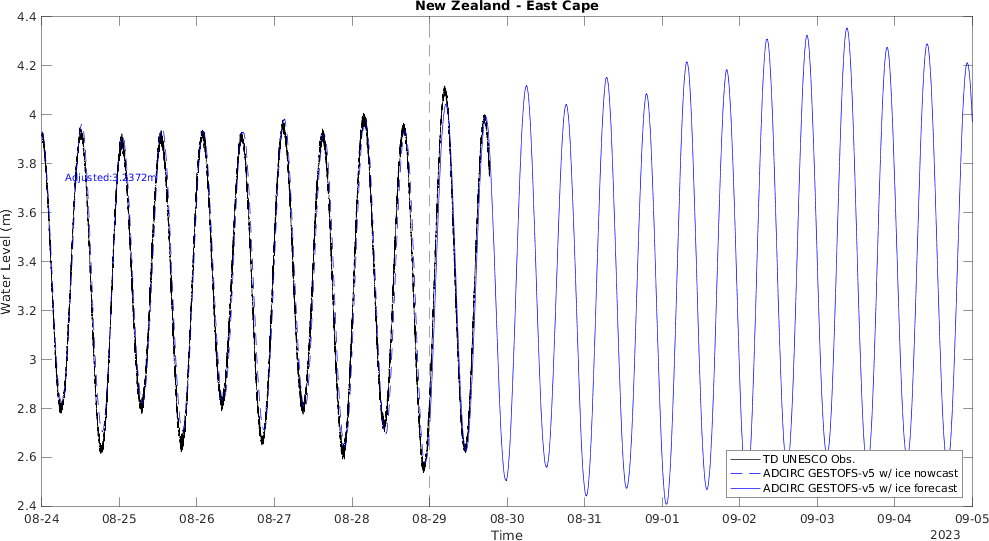 New Zealand - East Cape
4.4
4.2
4
3.8
3.6
3.4
3.2
3
2.8
2.6
2.4
Water Level (m)
Adjusted:3.2372m
TD UNESCO Obs.
ADCIRC GESTOFS-v5 w/ ice nowcast
ADCIRC GESTOFS-v5 w/ ice forecast
08-24 08-25 08-26 08-27 08-28 08-29 08-30 08-31 09-01 09-02 09-03 09-04 09-05
Time
2023